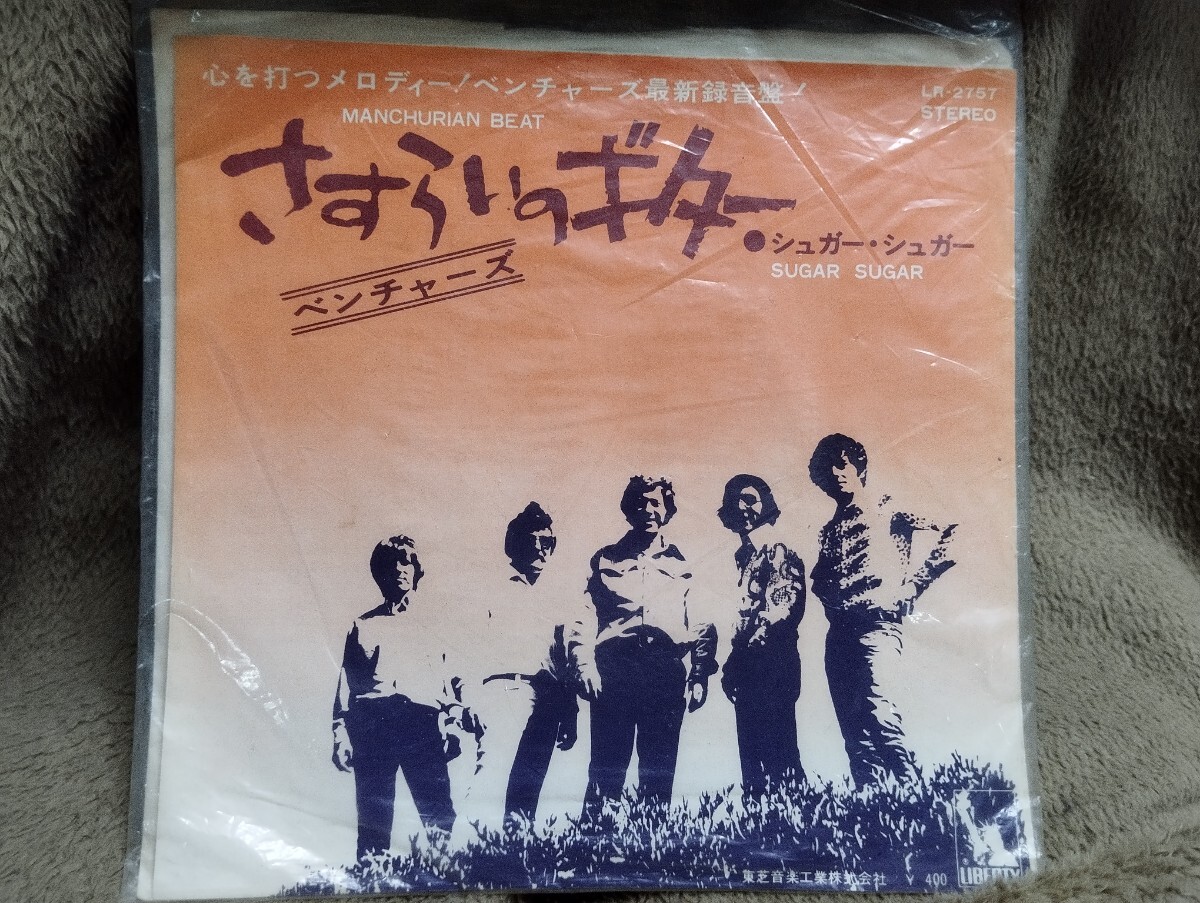 心を打つメロディー！ベンチャーズ最新録音盤！
LR-2757
STEREO
MANCHURIAN BEAT
さすらいのギター
●シュガー・シュガー
SUGAR SUGAR
ベンチャーズ
東芝音楽工業株式会社 ￥400
LIBERTY